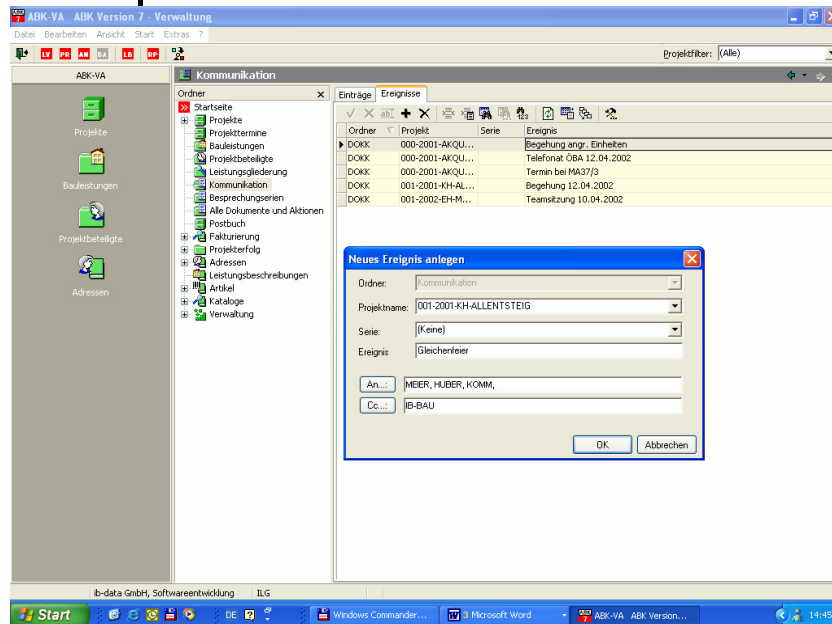 ABK-VA ABK Version 7 - Verwaltung
Datei Bearbeiten Ansicht Start Extras ?
LV PR AN BA LB RP
Projektfilter: (Alle)
ABK-VA
Projekte
Bauleistungen
Projektbeteiligte
Adressen
Kommunikation
Ordner
Startseite
Projekte
Projekttermine
Bauleistungen
Projektbeteiligte
Leistungsgliederung
Kommunikation
Besprechungsserien
Alle Dokumente und Aktionen
Postbuch
Fakturierung
Projekterfolg
Adressen
Leistungsbeschreibungen
Artikel
Kataloge
Verwaltung
Einträge Ereignisse
Ordner Projekt Serie Ereignis
DOKK 000-2001-AKQU... Begehung angr. Einheiten
DOKK 000-2001-AKQU... Telefonat ÖBA 12.04.2002
DOKK 000-2001-AKQU... Termin bei MA37/3
DOKK 001-2001-KH-AL... Begehung 12.04.2002
DOKK 001-2002-EH-M... Teamsitzung 10.04.2002
Neues Ereignis anlegen
Ordner: Kommunikation
Projektname: 001-2001-KH-ALLENTSTEIG
Serie: (Keine)
Ereignis Gleichenfeier
An...: MEIER, HUBER, KOMM,
Cc...: IB-BAU
OK Abbrechen
ib-data GmbH, Softwareentwicklung ILG
Start DE Windows Commander... 3 Microsoft Word ABK-VA ABK Version... 14:45